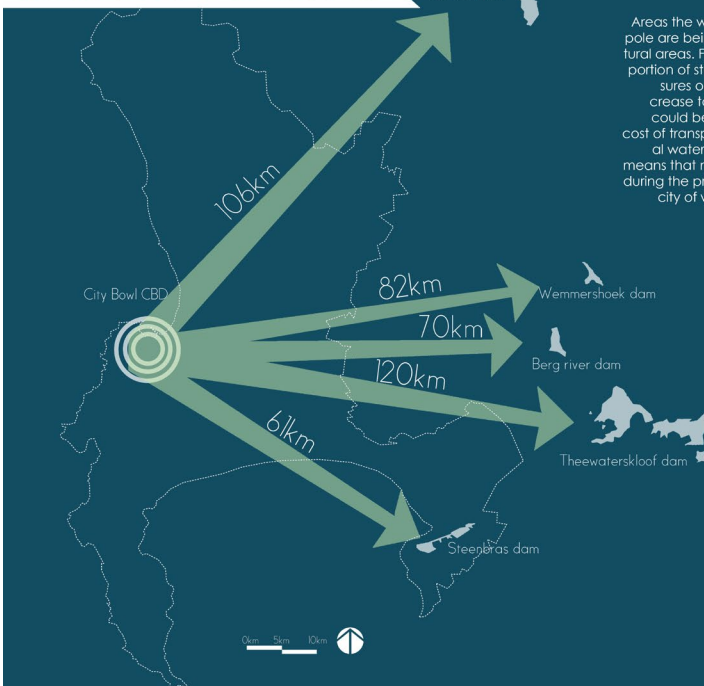 Areas the w
pole are bei
tural areas. F
portion of st
sures o
crease to
could be
cost of transp
al water
means that r
during the pr
city of v
106km
City Bowl CBD
82km
Wemmershoek dam
70km
Berg river dam
120km
Theewaterskloof dam
61km
Steenbras dam
0km 5km 10km